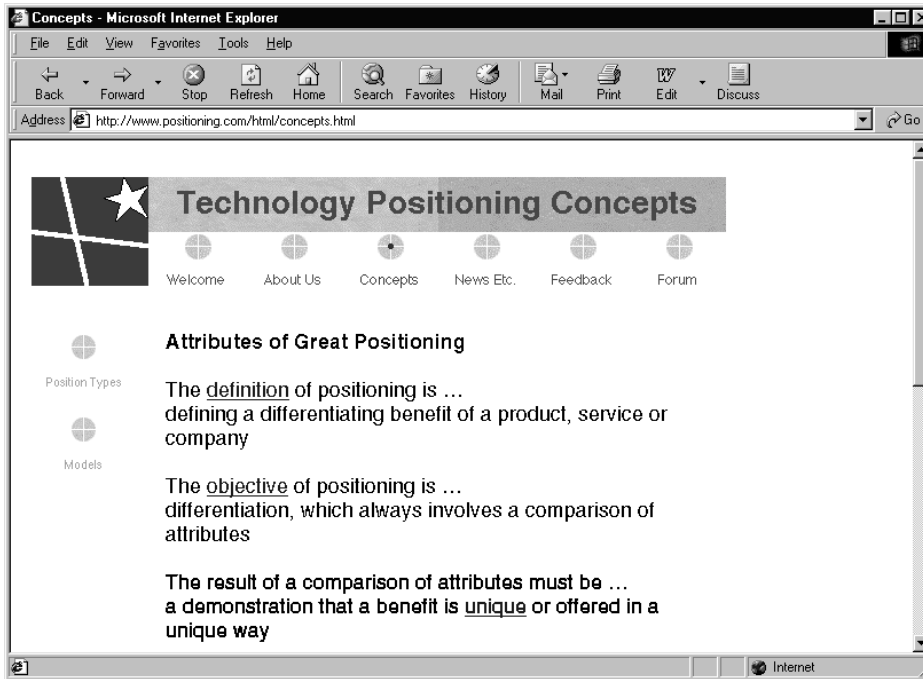 Concepts - Microsoft Internet Explorer
File Edit View Favorites Tools Help
Back Forward Stop Refresh Home Search Favorites History Mail Print Edit Discuss
Address http://www.positioning.com/html/concepts.html Go
Technology Positioning Concepts
Welcome About Us Concepts News Etc. Feedback Forum
Position Types
Models
Attributes of Great Positioning
The definition of positioning is …
defining a differentiating benefit of a product, service or
company
The objective of positioning is …
differentiation, which always involves a comparison of
attributes
The result of a comparison of attributes must be …
a demonstration that a benefit is unique or offered in a
unique way
Internet